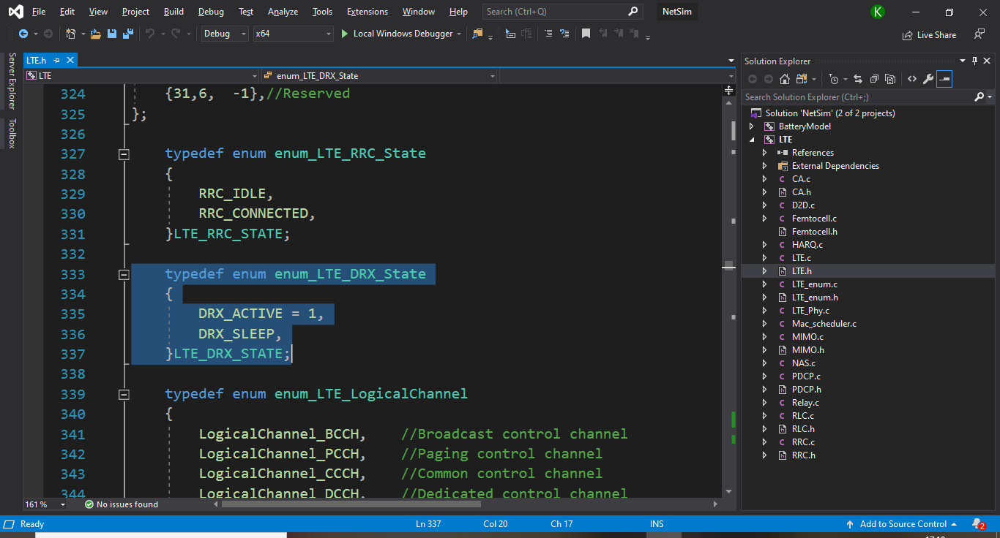 File Edit View Project Build Debug Test Analyze Tools Extensions Window Help Search (Ctrl+Q) NetSim K
Debug x64 Local Windows Debugger Live Share
Server Explorer
Toolbox
LTE.h
LTE enum_LTE_DRX_State
324 {31,6, -1},//Reserved
325 };
326
327 typedef enum enum_LTE_RRC_State
328 {
329 RRC_IDLE,
330 RRC_CONNECTED,
331 }LTE_RRC_STATE;
332
333 typedef enum enum_LTE_DRX_State
334 {
335 DRX_ACTIVE = 1,
336 DRX_SLEEP,
337 }LTE_DRX_STATE;
338
339 typedef enum enum_LTE_LogicalChannel
340 {
341 LogicalChannel_BCCH, //Broadcast control channel
342 LogicalChannel_PCCH, //Paging control channel
343 LogicalChannel_CCCH, //Common control channel
344 LogicalChannel_DCCH, //Dedicated control channel
161 % No issues found
Solution Explorer
Search Solution Explorer (Ctrl+;)
Solution 'NetSim' (2 of 2 projects)
BatteryModel
LTE
References
External Dependencies
CA.c
CA.h
D2D.c
Femtocell.c
Femtocell.h
HARQ.c
LTE.c
LTE.h
LTE_enum.c
LTE_enum.h
LTE_Phy.c
Mac_scheduler.c
MIMO.c
MIMO.h
NAS.c
PDCP.c
PDCP.h
Relay.c
RLC.c
RLC.h
RRC.c
RRC.h
Ready Ln 337 Col 20 Ch 17 INS Add to Source Control 2